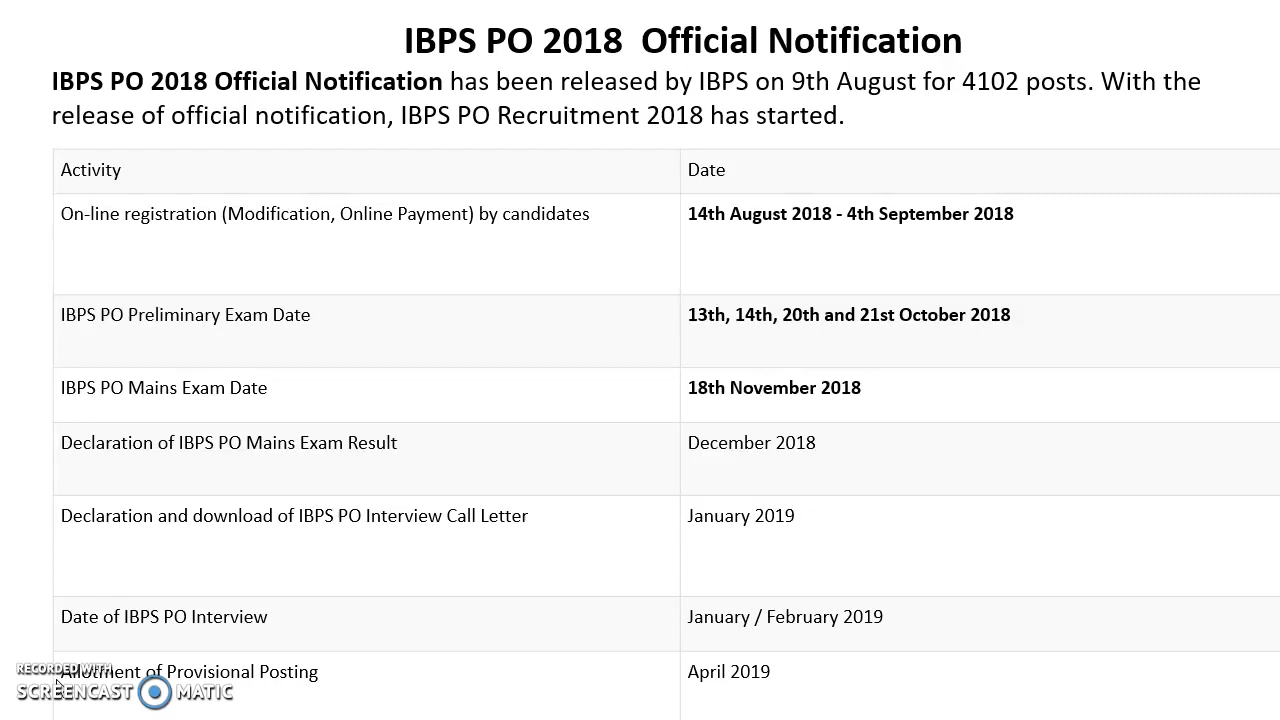 IBPS PO 2018 Official Notification
IBPS PO 2018 Official Notification has been released by IBPS on 9th August for 4102 posts. With the
release of official notification, IBPS PO Recruitment 2018 has started.
Activity Date
On-line registration (Modification, Online Payment) by candidates 14th August 2018 - 4th September 2018
IBPS PO Preliminary Exam Date 13th, 14th, 20th and 21st October 2018
IBPS PO Mains Exam Date 18th November 2018
Declaration of IBPS PO Mains Exam Result December 2018
Declaration and download of IBPS PO Interview Call Letter January 2019
Date of IBPS PO Interview January / February 2019
Allotment of Provisional Posting April 2019
RECORDED WITH
SCREENCAST MATIC